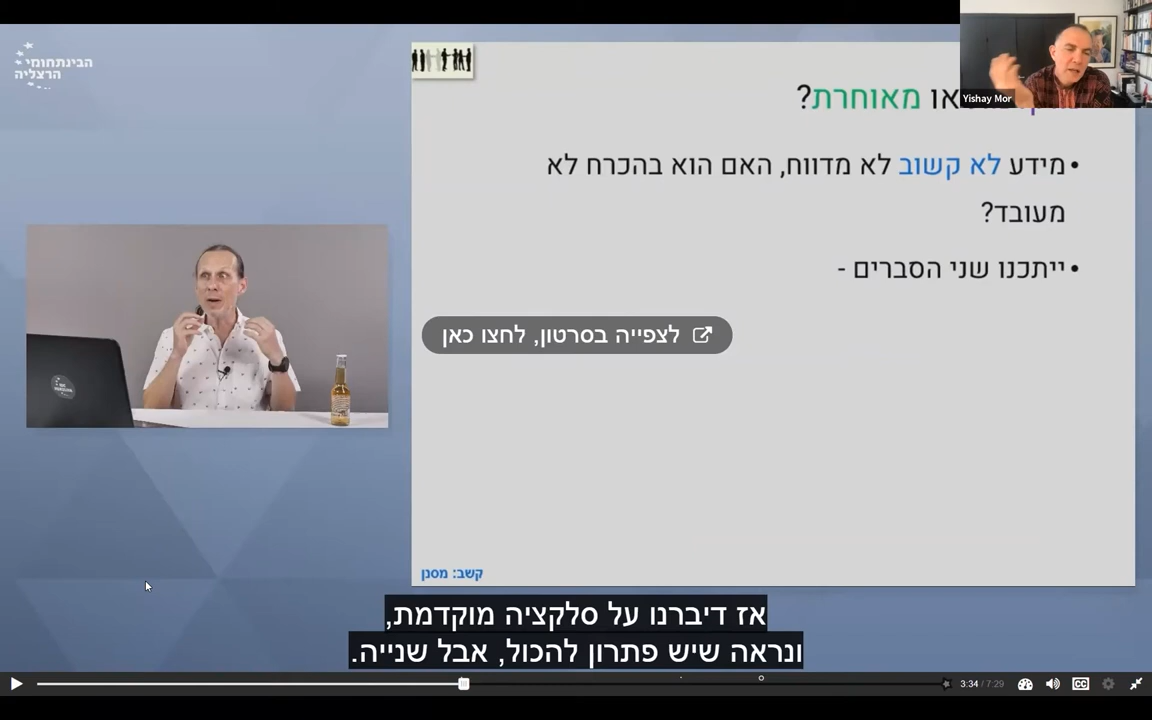 הבינתחומי
הרצליה
Yishay Mor
או מאוחרת?
•מידע לא קשוב לא מדווח, האם הוא בהכרח לא
מעובד?
•ייתכנו שני הסברים -
לצפייה בסרטון, לחצו כאן
קשב: מסנן
אז דיברנו על סלקציה מוקדמת,
ונראה שיש פתרון להכול, אבל שנייה.
3:34 / 7:29
CC